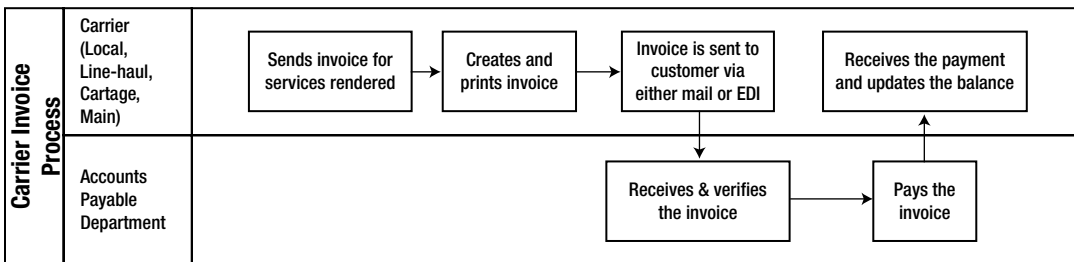 Carrier Invoice
Process
Carrier
(Local,
Line-haul,
Cartage,
Main)
Sends invoice for
services rendered
Creates and
prints invoice
Invoice is sent to
customer via
either mail or EDI
Receives the payment
and updates the balance
Accounts
Payable
Department
Receives & verifies
the invoice
Pays the
invoice